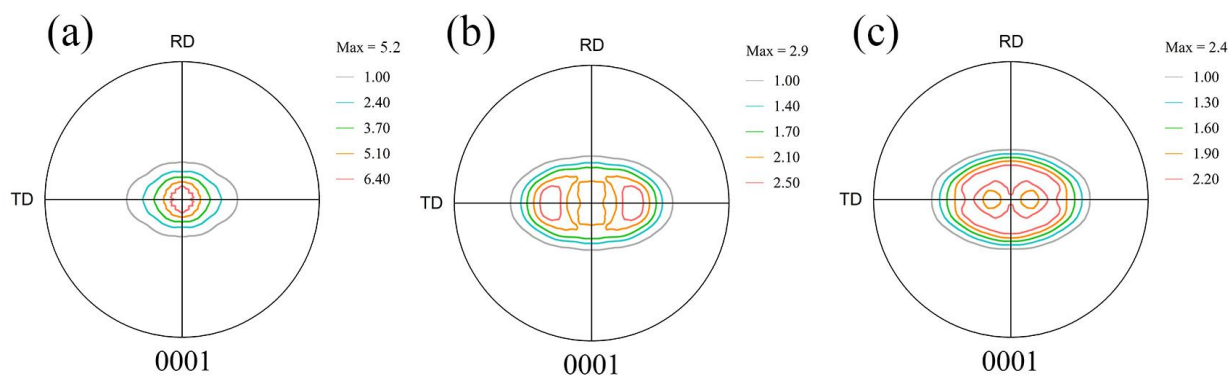 (a)
RD
Max = 5.2
1.00
2.40
3.70
5.10
6.40
TD
0001
(b)
RD
Max = 2.9
1.00
1.40
1.70
2.10
2.50
TD
0001
(c)
RD
Max = 2.4
1.00
1.30
1.60
1.90
2.20
TD
0001